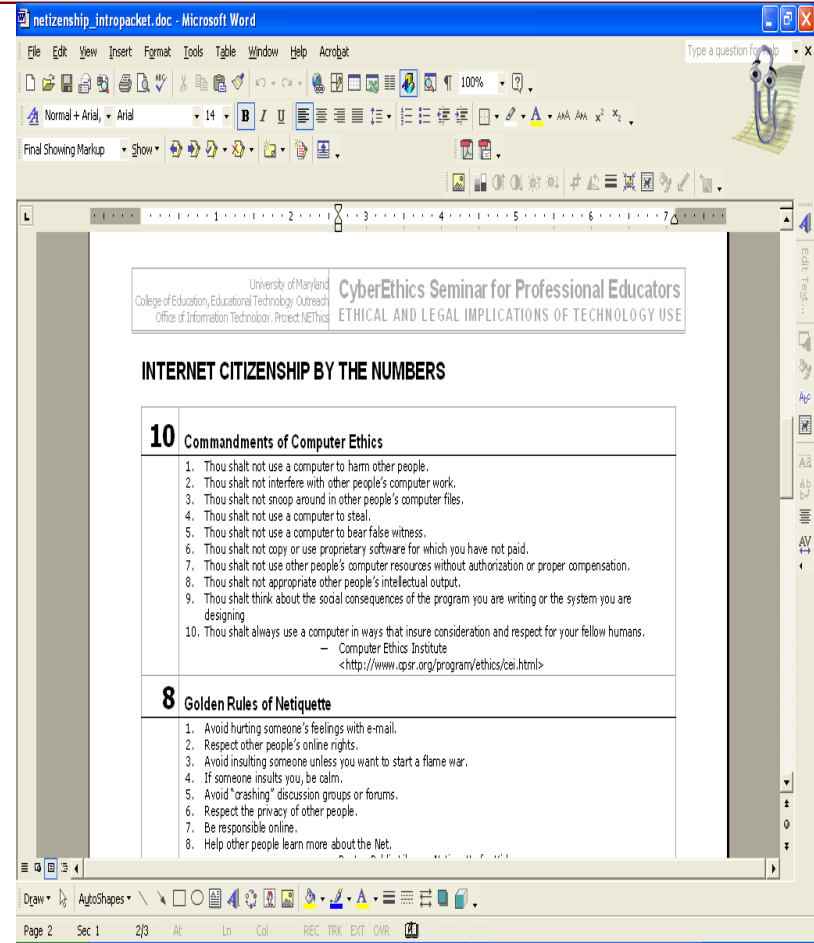 netizenship_intropacket.doc - Microsoft Word
File Edit View Insert Format Tools Table Window Help Acrobat
Type a question for help
100%
Normal + Arial, Arial 14 B I U
Final Showing Markup Show
L
1 2 3 4 5 6 7
Edit Text...
University of Maryland
College of Education, Educational Technology Outreach
Office of Information Technology, Project NEThics
CyberEthics Seminar for Professional Educators
ETHICAL AND LEGAL IMPLICATIONS OF TECHNOLOGY USE
INTERNET CITIZENSHIP BY THE NUMBERS
10 Commandments of Computer Ethics
1. Thou shalt not use a computer to harm other people.
2. Thou shalt not interfere with other people's computer work.
3. Thou shalt not snoop around in other people's computer files.
4. Thou shalt not use a computer to steal.
5. Thou shalt not use a computer to bear false witness.
6. Thou shalt not copy or use proprietary software for which you have not paid.
7. Thou shalt not use other people's computer resources without authorization or proper compensation.
8. Thou shalt not appropriate other people's intellectual output.
9. Thou shalt think about the social consequences of the program you are writing or the system you are
designing
10. Thou shalt always use a computer in ways that insure consideration and respect for your fellow humans.
— Computer Ethics Institute
<http://www.cpsr.org/program/ethics/cei.html>
8 Golden Rules of Netiquette
1. Avoid hurting someone's feelings with e-mail.
2. Respect other people's online rights.
3. Avoid insulting someone unless you want to start a flame war.
4. If someone insults you, be calm.
5. Avoid "crashing" discussion groups or forums.
6. Respect the privacy of other people.
7. Be responsible online.
8. Help other people learn more about the Net.
Draw AutoShapes
Page 2 Sec 1 2/3 At Ln Col REC TRK EXT OVR